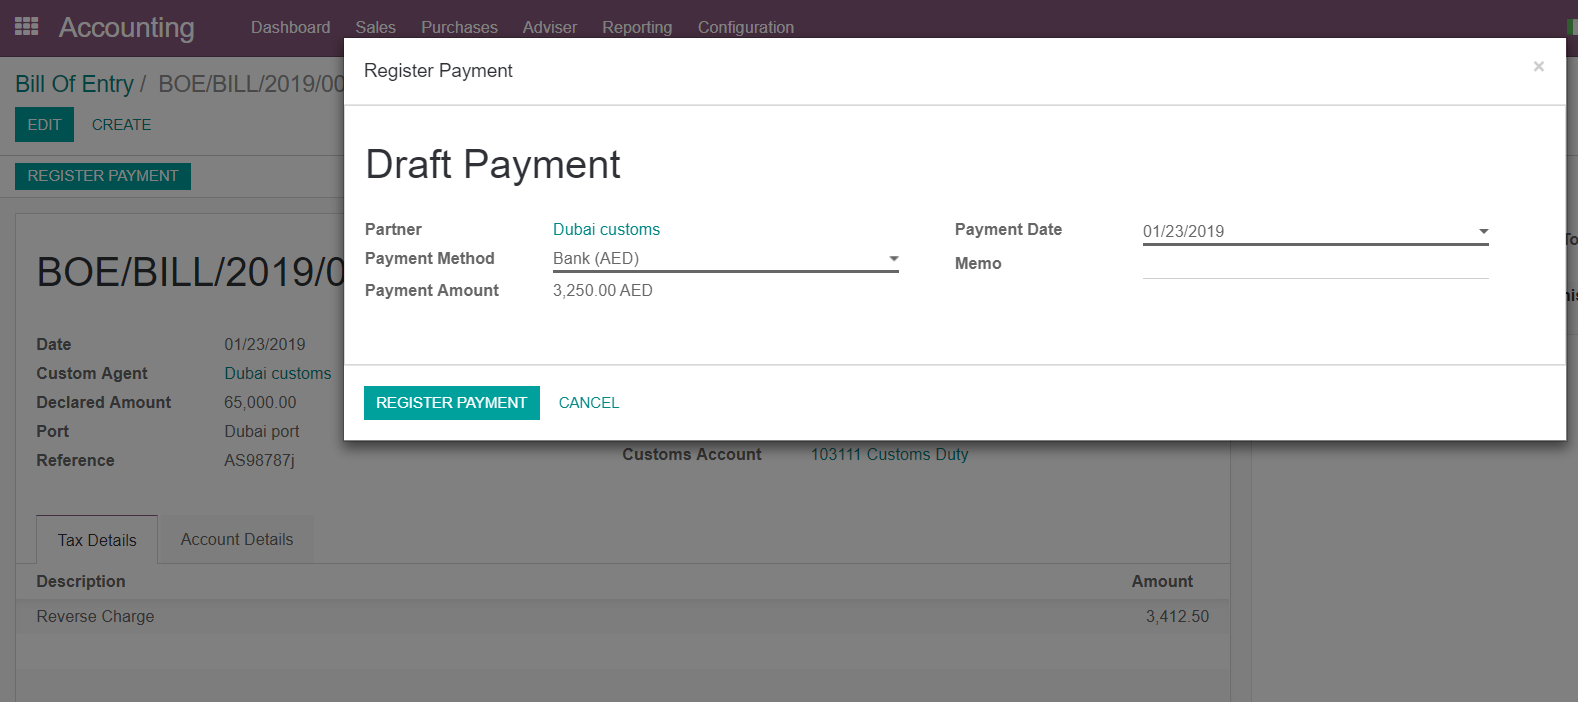 Accounting Dashboard Sales Purchases Adviser Reporting Configuration
Bill Of Entry / BOE/BILL/2019/00
EDIT CREATE
REGISTER PAYMENT
BOE/BILL/2019/0
Date 01/23/2019
Custom Agent Dubai customs
Declared Amount 65,000.00
Port Dubai port
Reference AS98787j
Customs Account 103111 Customs Duty
Tax Details Account Details
Description Amount
Reverse Charge 3,412.50
Register Payment ×
Draft Payment
Partner Dubai customs
Payment Method Bank (AED)
Payment Amount 3,250.00 AED
Payment Date 01/23/2019
Memo
REGISTER PAYMENT CANCEL